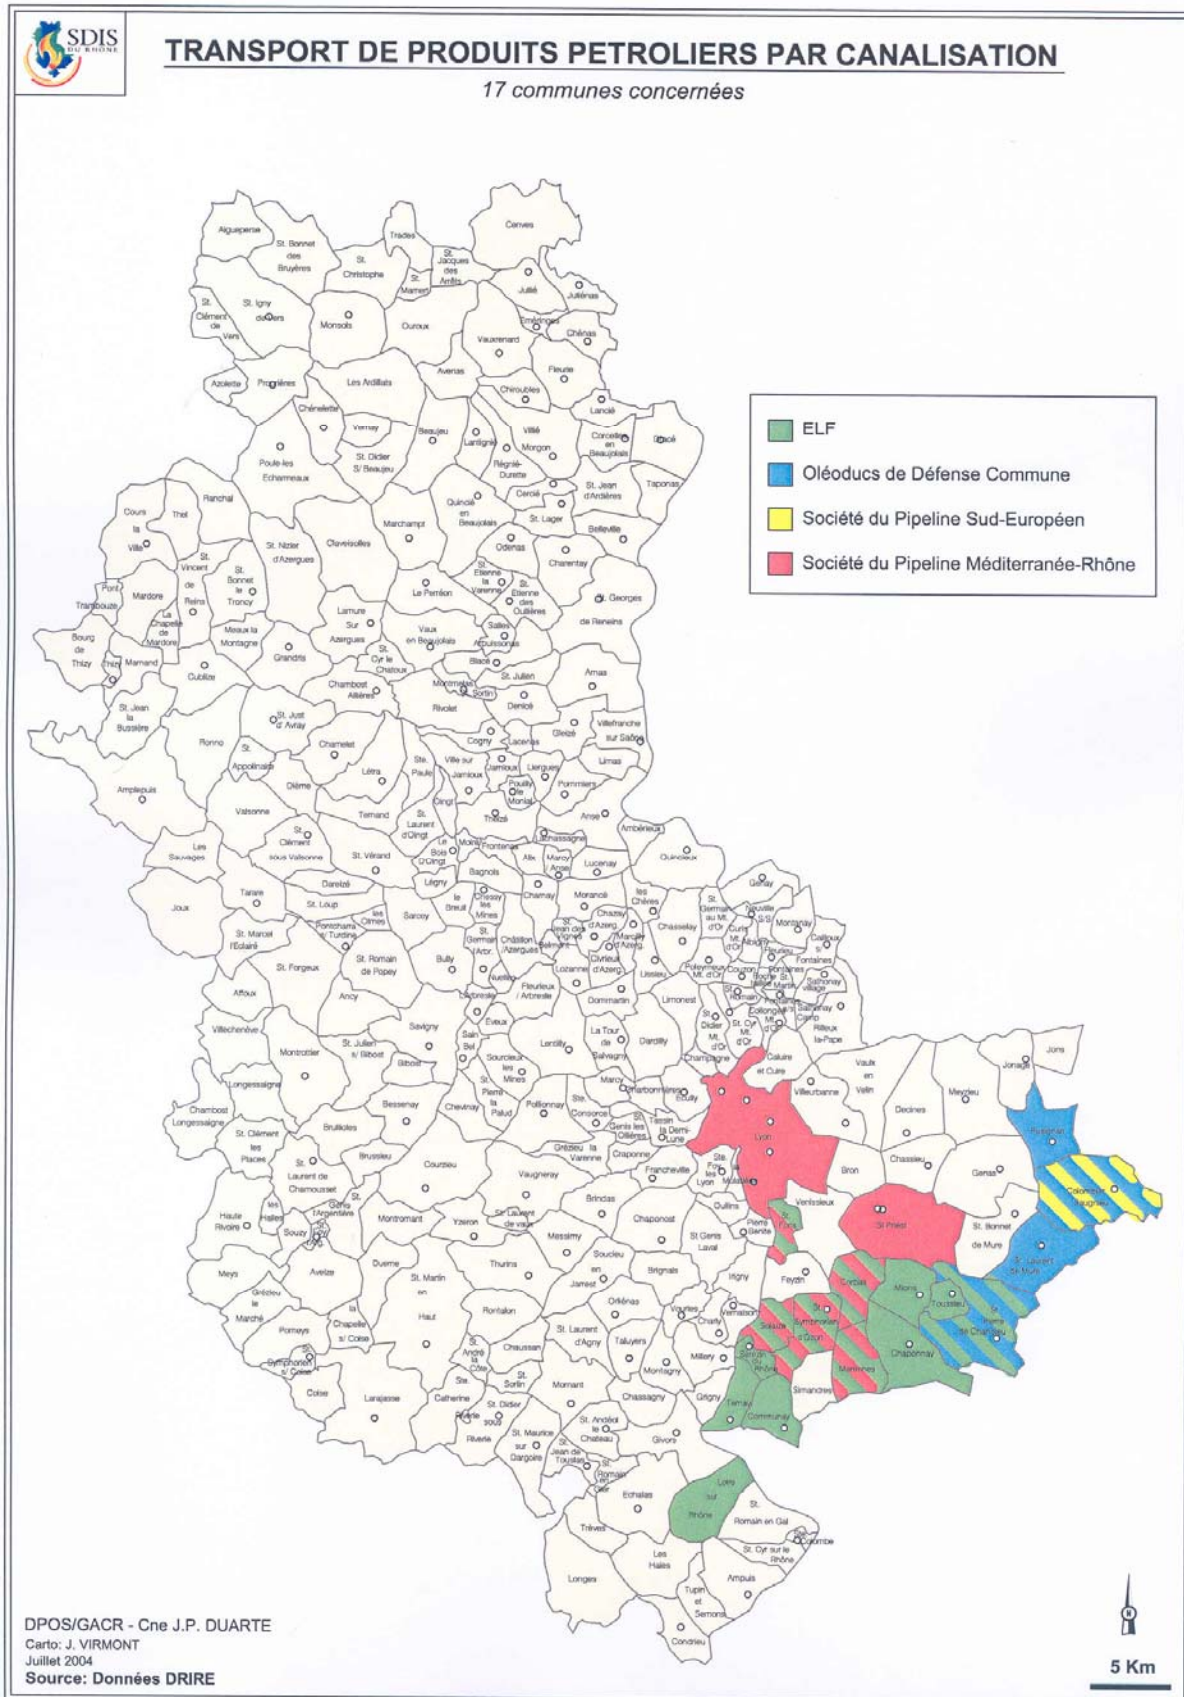 SDIS
DU RHÔNE
TRANSPORT DE PRODUITS PETROLIERS PAR CANALISATION
17 communes concernées
ELF
Oléoducs de Défense Commune
Société du Pipeline Sud-Européen
Société du Pipeline Méditerranée-Rhône
Aigueperse
St. Bonnet
des
Bruyères
St.
Christophe
Trades
St.
Mamert
St.
Jacques
des
Arrêts
Cenves
Jullié
Juliénas
St.
Clément
de
Vers
St. Igny
de Vers
Monsols
Ouroux
Vauxrenard
Emeringes
Chénas
Azolette
Propières
Les Ardillats
Avenas
Chiroubles
Fleurie
Lancié
Chénelette
Vernay
St. Didier
S/ Beaujeu
Beaujeu
Lantignié
Villié
Morgon
Régnié-
Durette
Corcelles
en
Beaujolais
Dracé
Poule-les
Echarmeaux
Cercié
St. Jean
d'Ardières
Taponas
Ranchal
Thel
Cours
la
Ville
St. Nizier
d'Azergues
Claveisolles
Marchampt
Quincié
en
Beaujolais
St. Lager
Belleville
Odenas
Charentay
St.
Vincent
de
Reins
St.
Bonnet
le
Troncy
Pont
Trambouze
Mardore
La
Chapelle
de
Mardore
Meaux la
Montagne
Lamure
Sur
Azergues
Le Perréon
St.
Etienne
la
Varenne
St.
Etienne
des
Oullières
St. Georges
de Reneins
Vaux
en Beaujolais
Salles
Arbuissonas
Bourg
de
Thizy
Thizy
Marnand
Cublize
Grandris
St.
Cyr le
Chatoux
Blacé
St. Julien
Arnas
Montmelas
Sorlin
Denicé
St. Jean
la
Bussière
Chambost
Allières
Rivolet
St. Just
d' Avray
Ronno
Chamelet
Cogny
Lacenas
Gleizé
Villefranche
sur Saône
Limas
Amplepuis
St.
Appolinaire
Dième
Létra
Ste.
Paule
Ville sur
Jarnioux
Jarnioux
Liergues
Pouilly
le
Monial
Pommiers
Valsonne
Ternand
Oingt
St.
Laurent
d'Oingt
Theizé
Anse
Ambérieux
Les
Sauvages
St.
Clément
sous Valsonne
St. Vérand
Le
Bois
D'Oingt
Moiré
Frontenas
Lachassagne
Alix
Marcy
/ Anse
Lucenay
Quincieux
Joux
Tarare
Dareizé
St. Loup
Légny
Bagnols
Charnay
Morancé
les
Chères
Genay
St. Marcel
l'Eclairé
Pontcharra
s/ Turdine
les
Olmes
Sarcey
le
Breuil
Chessy
les
Mines
St.
Jean des
Vignes
Chazay
d'Azerg.
Marcilly
d'Azerg.
Chasselay
St.
Germain
au Mt.
d'Or
Neuville
S/S
Montanay
Curis
Mt.
d'Or
Albigny
Fleurieu
Cailloux
s/
Fontaines
St. Forgeux
St. Romain
de Popey
Bully
St.
Germain
/Arbr.
Châtillon
/Azergues
Belmont
Lozanne
Civrieux
d'Azerg.
Lissieu
Poleymieux
Mt. d'Or
Couzon
Sathonay
village
Sathonay
Camp
Rilleux
la-Pape
Affoux
Ancy
Nuelles
Fleurieux
/ Arbresle
Dommartin
Limonest
St.
Didier
Mt.
d'Or
St. Cyr
Mt.
d'Or
Villechenève
Montrottier
St. Julien
s/ Bibost
Savigny
L'Arbresle
Eveux
Lentilly
La Tour
de
Salvagny
Dardilly
Champagne
Caluire
et Cuire
Longessaigne
Bibost
Sain
Bel
Sourcieux
les
Mines
Marcy
Charbonnières
Ecully
Villeurbanne
Vaulx
en
Velin
Decines
Meyzieu
Jonage
Jons
Chambost
Longessaigne
Brullioles
Bessenay
Chevinay
St.
Pierre
la
Palud
Pollionnay
Ste.
Consorce
St.
Genis les
Ollières
Tassin
la Demi-
Lune
Lyon
Pusignan
St. Clément
les
Places
St.
Laurent de
Chamousset
Brussieu
Courzieu
Grézieu la
Varenne
Craponne
Francheville
Ste.
Foy
les
Lyon
la
Mulatière
Bron
Chassieu
Genas
Colombier
Saugnieu
Haute
Rivoire
les
Halles
Souzy
St.
Genis
l'Argentière
Montromant
Yzeron
Vaugneray
St. Laurent
de vaux
Brindas
Chaponost
Oullins
St Genis
Laval
Pierre
Benite
St.
Fons
Venissieux
St Priest
St. Bonnet
de Mure
St. Laurent
de Mure
Meys
Aveize
Duerne
St. Martin
en
Haut
Thurins
Messimy
Soucieu
en
Jarrest
Brignais
Irigny
Feyzin
Corbas
Mions
Toussieu
St.
Pierre
de Chandieu
Grézieu
le
Marché
Pomeys
la
Chapelle
s/ Coise
Rontalon
Orliénas
Vourles
Charly
Vernaison
Solaize
St.
Symphorien
d'Ozon
Chaponnay
St.
Symphorien
s/ Coise
Coise
Larajasse
St.
André
la
Côte
Chaussan
St. Laurent
d'Agny
Taluyers
Montagny
Millery
Sérézin
du
Rhône
Marennes
Simandres
Ste.
Catherine
St.
Sorlin
Mornant
Chassagny
Grigny
Ternay
Communay
Riverie
St. Didier
sous
Riverie
St. Maurice
sur
Dargoire
St. Andéol
le
Chateau
Givors
St.
Jean de
Touslas
St.
Romain
en
Gier
Echalas
Loire
sur
Rhône
St.
Romain en Gal
Trèves
Ste
Colombe
St. Cyr sur le
Rhône
Longes
Les
Haies
Ampuis
Tupin
et
Semons
Condrieu
N
5 Km
DPOS/GACR - Cne J.P. DUARTE
Carto: J. VIRMONT
Juillet 2004
Source: Données DRIRE